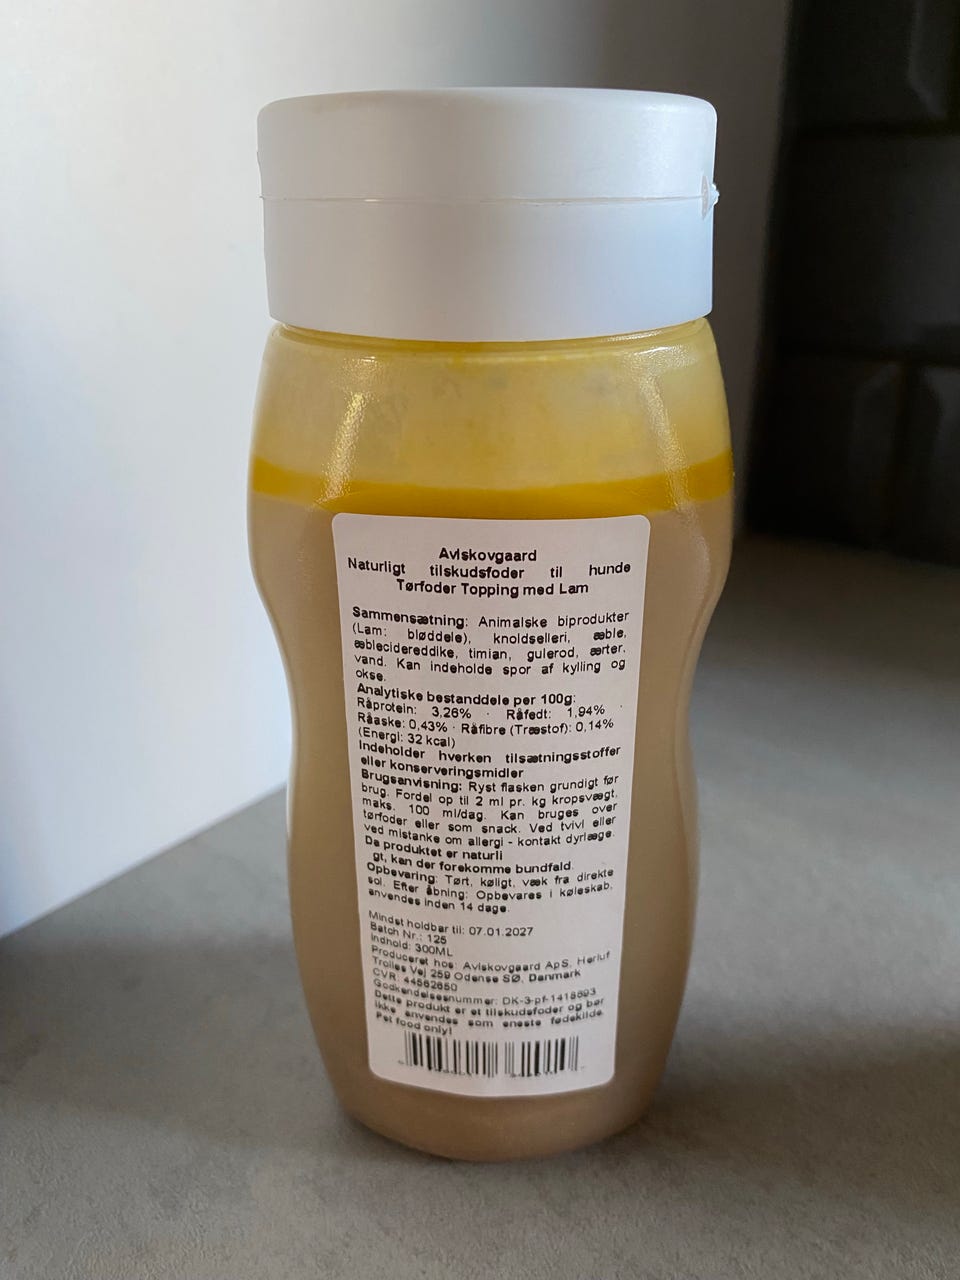 Avlskovgaard
Naturligt tilskudsfoder til hunde
Tørfoder Topping med Lam
Sammensætning: Animalske biprodukter
(Lam: bløddele), knoldselleri, æble,
æblecidereddike, timian, gulerod, ærter,
vand. Kan indeholde spor af kylling og
okse.
Analytiske bestanddele per 100g:
Råprotein: 3,26% · Råfedt: 1,94% ·
Råaske: 0,43% · Råfibre (Træstof): 0,14%
(Energi: 32 kcal)
Indeholder hverken tilsætningsstoffer
eller konserveringsmidler
Brugsanvisning: Ryst flasken grundigt før
brug. Fordel op til 2 ml pr. kg kropsvægt,
maks. 100 ml/dag. Kan bruges over
tørfoder eller som snack. Ved tvivl eller
ved mistanke om allergi - kontakt dyrlæge.
Da produktet er naturli
gt, kan der forekomme bundfald.
Opbevaring: Tørt, køligt, væk fra direkte
sol. Efter åbning: Opbevares i køleskab,
anvendes inden 14 dage.
Mindst holdbar til: 07.01.2027
Batch Nr.: 125
Indhold: 300ML
Produceret hos: Avlskovgaard ApS, Herluf
Trolles Vej 259 Odense SØ, Danmark
CVR: 44562650
Godkendelsesnummer: DK-3-pf-1418693
Dette produkt er et tilskudsfoder og bør
ikke anvendes som eneste fødekilde.
Pet food only!